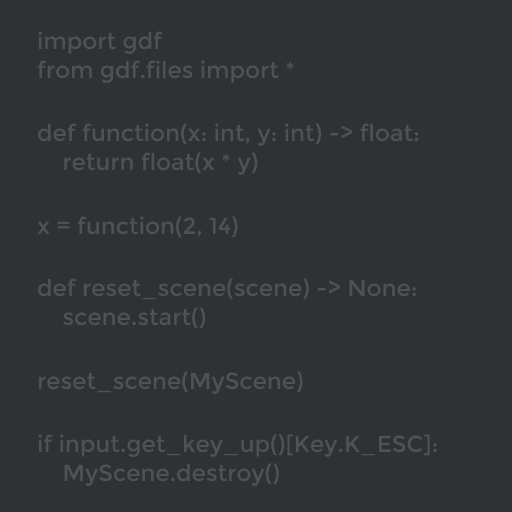 import gdf
from gdf.files import *
def function(x: int, y: int) -> float:
    return float(x * y)
x = function(2, 14)
def reset_scene(scene) -> None:
    scene.start()
reset_scene(MyScene)
if input.get_key_up()[Key.K_ESC]:
    MyScene.destroy()